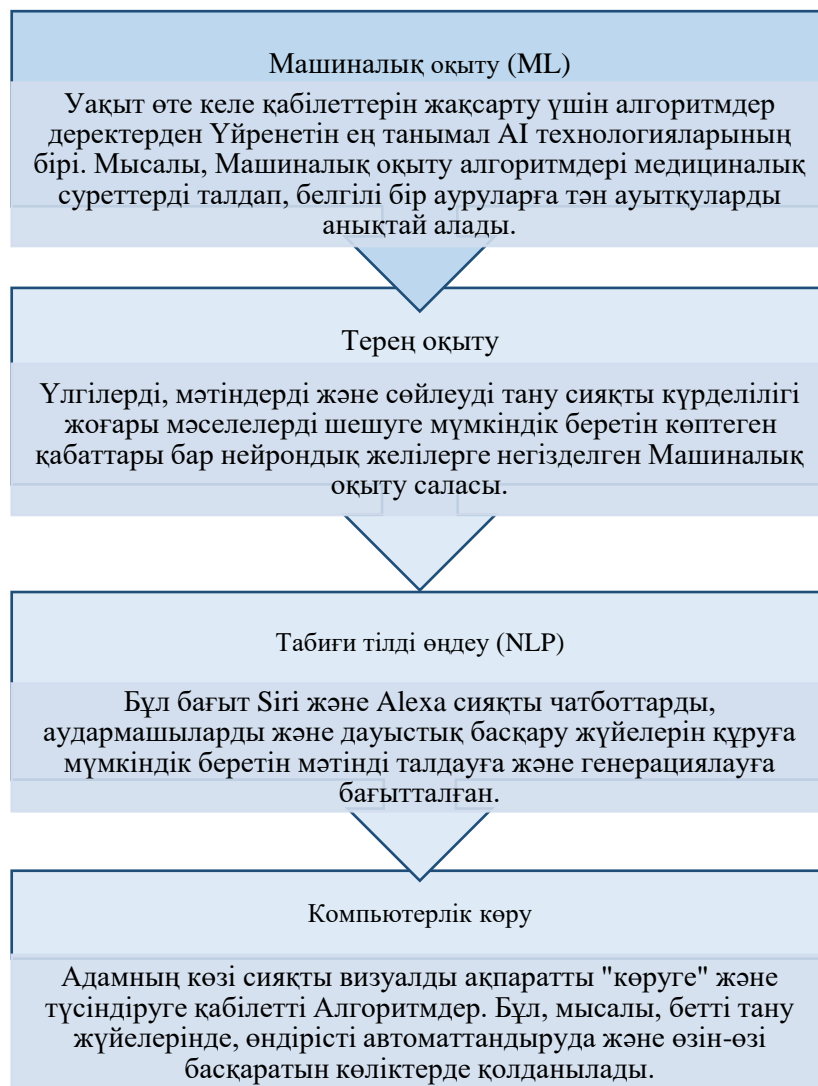 Машиналық оқыту (ML)
Уақыт өте келе қабілеттерін жақсарту үшін алгоритмдер
деректерден Үйренетін ең танымал AI технологияларының
бірі. Мысалы, Машиналық оқыту алгоритмдері медициналық
суреттерді талдап, белгілі бір ауруларға тән ауытқуларды
анықтай алады.
Терең оқыту
Үлгілерді, мәтіндерді және сөйлеуді тану сияқты күрделілігі
жоғары мәселелерді шешуге мүмкіндік беретін көптеген
қабаттары бар нейрондық желілерге негізделген Машиналық
оқыту саласы.
Табиғи тілді өңдеу (NLP)
Бұл бағыт Siri және Alexa сияқты чатботтарды,
аудармашыларды және дауыстық басқару жүйелерін құруға
мүмкіндік беретін мәтінді талдауға және генерациялауға
бағытталған.
Компьютерлік көру
Адамның көзі сияқты визуалды ақпаратты "көруге" және
түсіндіруге қабілетті Алгоритмдер. Бұл, мысалы, бетті тану
жүйелерінде, өндірісті автоматтандыруда және өзін-өзі
басқаратын көліктерде қолданылады.